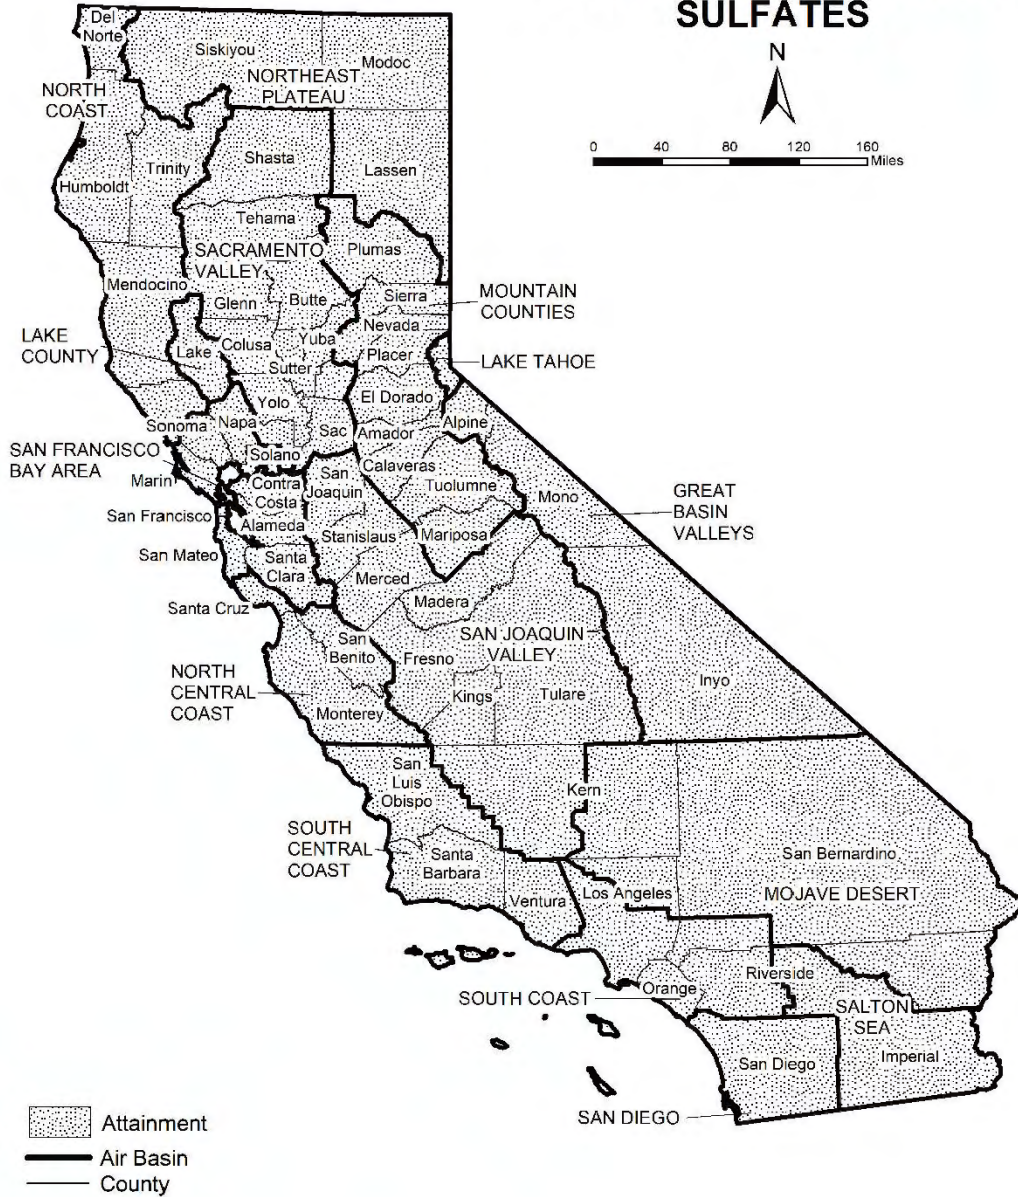 SULFATES
N
0 40 80 120 160
Miles
Del
Norte
Siskiyou
Modoc
NORTHEAST
PLATEAU
NORTH
COAST
Trinity
Shasta
Lassen
Humboldt
Tehama
SACRAMENTO
VALLEY
Plumas
Mendocino
Glenn
Butte
Sierra
MOUNTAIN
COUNTIES
LAKE
COUNTY
Lake
Colusa
Yuba
Nevada
Sutter
Placer
LAKE TAHOE
Yolo
El Dorado
Sonoma
Napa
Sac
Amador
Alpine
SAN FRANCISCO
BAY AREA
Solano
Marin
Contra
Costa
San
Joaquin
Calaveras
Tuolumne
Mono
GREAT
BASIN
VALLEYS
San Francisco
Alameda
Stanislaus
Mariposa
San Mateo
Santa
Clara
Merced
Santa Cruz
Madera
San
Benito
Fresno
SAN JOAQUIN
VALLEY
NORTH
CENTRAL
COAST
Monterey
Kings
Tulare
Inyo
San
Luis
Obispo
Kern
SOUTH
CENTRAL
COAST
Santa
Barbara
Ventura
Los Angeles
San Bernardino
MOJAVE DESERT
SOUTH COAST
Orange
Riverside
SALTON
SEA
San Diego
Imperial
SAN DIEGO
Attainment
Air Basin
County